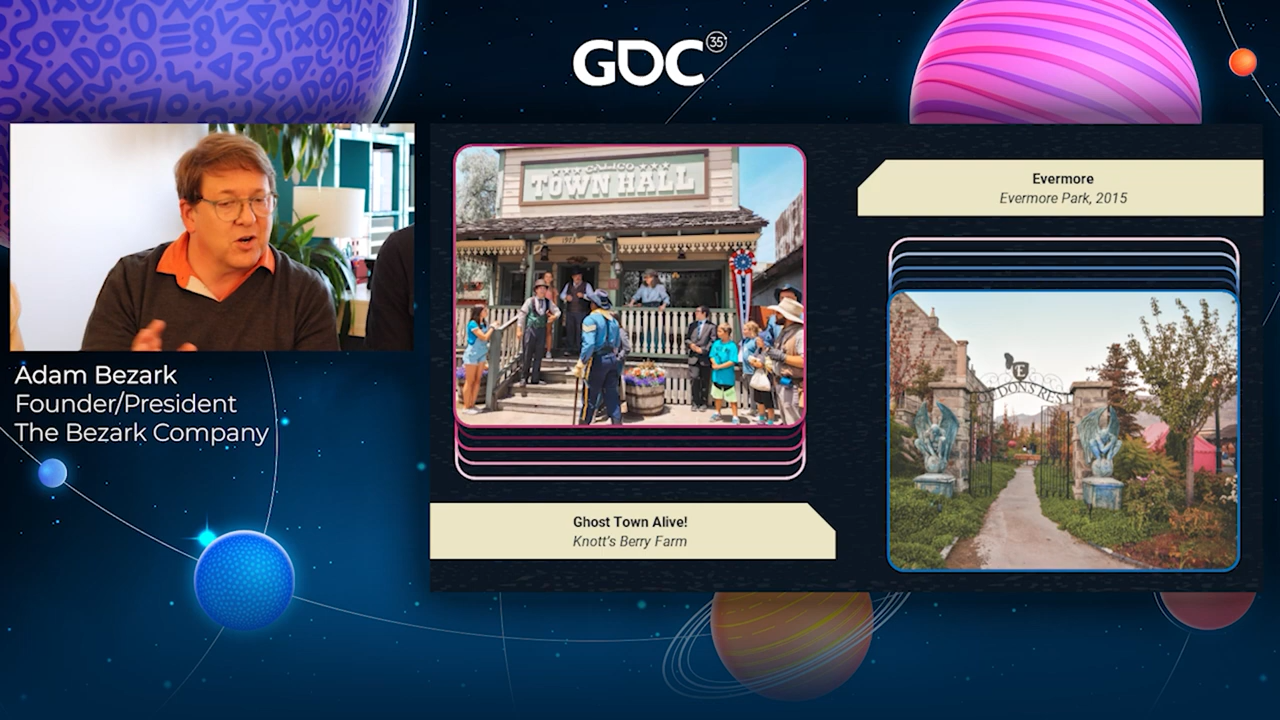 GDC 35
Adam Bezark
Founder/President
The Bezark Company
★★★ CALICO ★★★
TOWN HALL
Ghost Town Alive!
Knott's Berry Farm
Evermore
Evermore Park, 2015
E